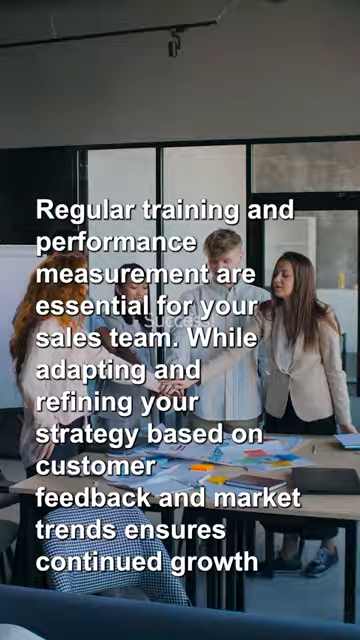 Regular training and
performance
measurement are
essential for your
sales team. While
adapting and
refining your
strategy based on
customer
feedback and market
trends ensures
continued growth
Success